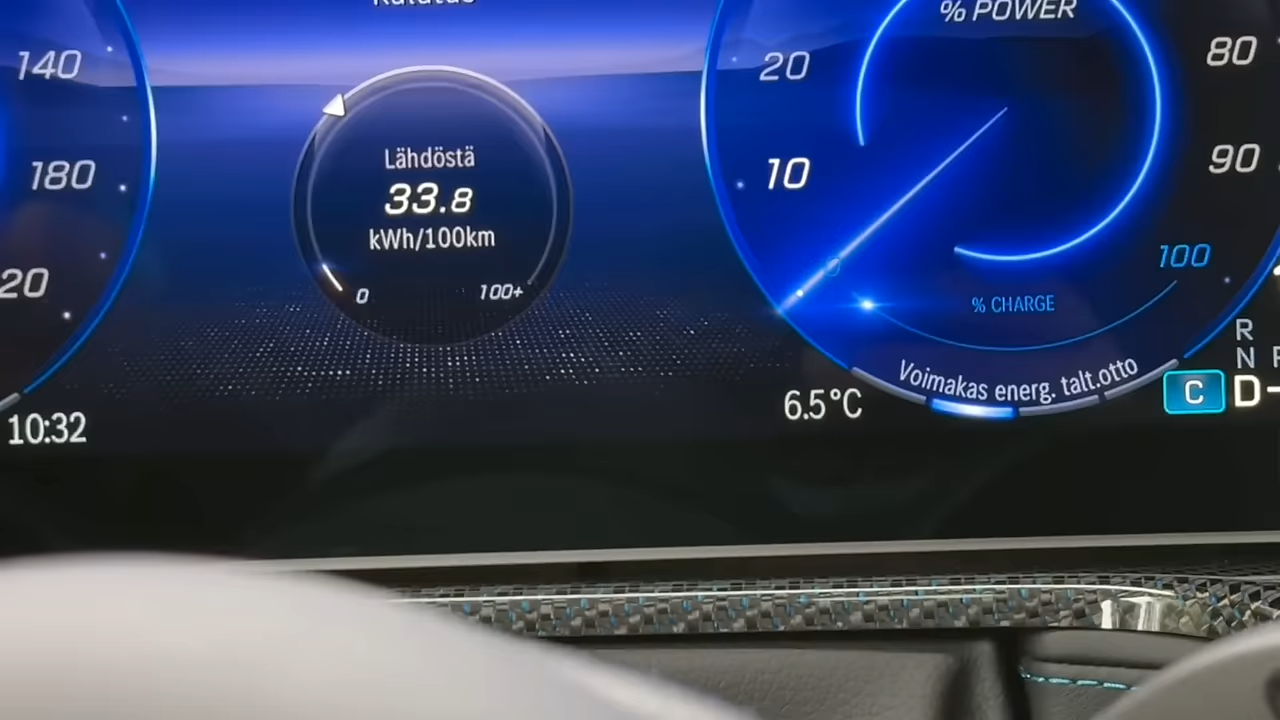 % POWER
140
180
20
Lähdöstä
33.8
kWh/100km
0
100+
20
10
80
90
100
% CHARGE
Voimakas energ. talt.otto
R
N
C
D
6.5°C
10:32